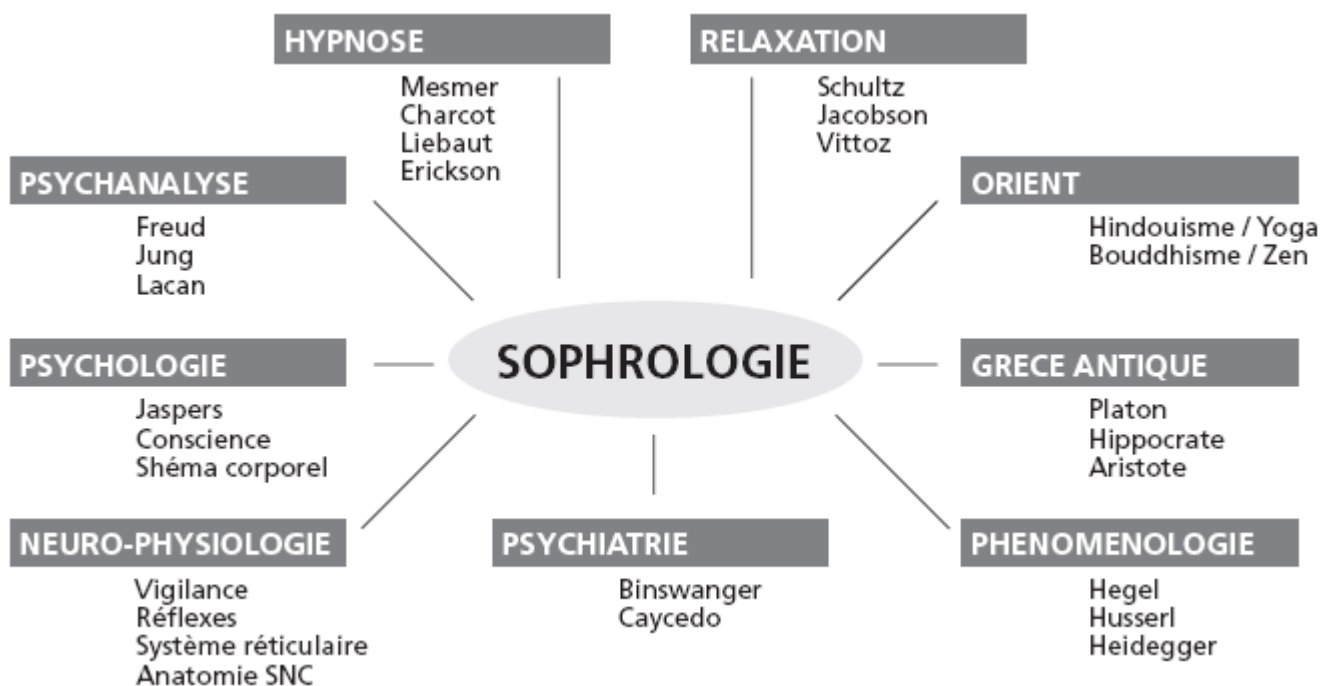 HYPNOSE
Mesmer
Charcot
Liebaut
Erickson
RELAXATION
Schultz
Jacobson
Vittoz
PSYCHANALYSE
Freud
Jung
Lacan
ORIENT
Hindouisme / Yoga
Bouddhisme / Zen
SOPHROLOGIE
PSYCHOLOGIE
Jaspers
Conscience
Shéma corporel
GRECE ANTIQUE
Platon
Hippocrate
Aristote
NEURO-PHYSIOLOGIE
Vigilance
Réflexes
Système réticulaire
Anatomie SNC
PSYCHIATRIE
Binswanger
Caycedo
PHENOMENOLOGIE
Hegel
Husserl
Heidegger